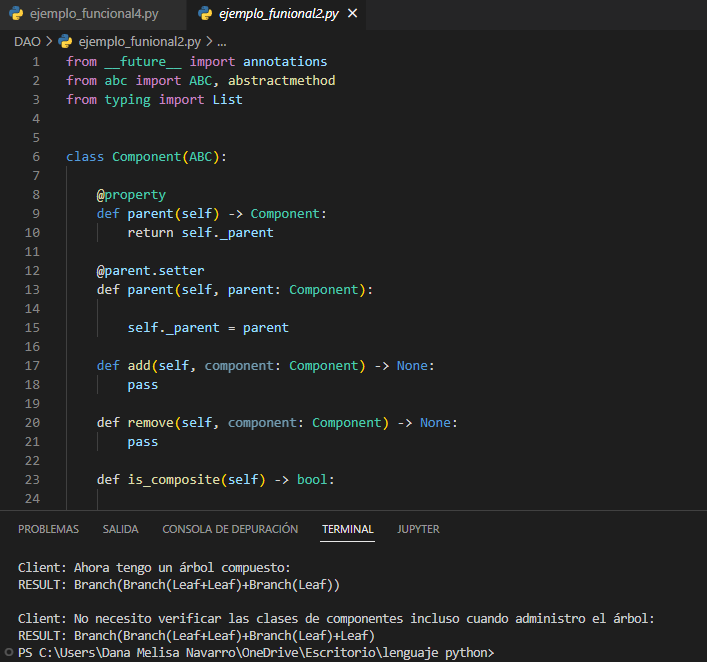 ejemplo_funcional4.py ejemplo_funional2.py
DAO > ejemplo_funional2.py > ...
1 from __future__ import annotations
2 from abc import ABC, abstractmethod
3 from typing import List
4
5
6 class Component(ABC):
7
8 @property
9 def parent(self) -> Component:
10 return self._parent
11
12 @parent.setter
13 def parent(self, parent: Component):
14
15 self._parent = parent
16
17 def add(self, component: Component) -> None:
18 pass
19
20 def remove(self, component: Component) -> None:
21 pass
22
23 def is_composite(self) -> bool:
24
PROBLEMAS SALIDA CONSOLA DE DEPURACIÓN TERMINAL JUPYTER
Client: Ahora tengo un árbol compuesto:
RESULT: Branch(Branch(Leaf+Leaf)+Branch(Leaf))
Client: No necesito verificar las clases de componentes incluso cuando administro el árbol:
RESULT: Branch(Branch(Leaf+Leaf)+Branch(Leaf)+Leaf)
PS C:\Users\Dana Melisa Navarro\OneDrive\Escritorio\lenguaje python>